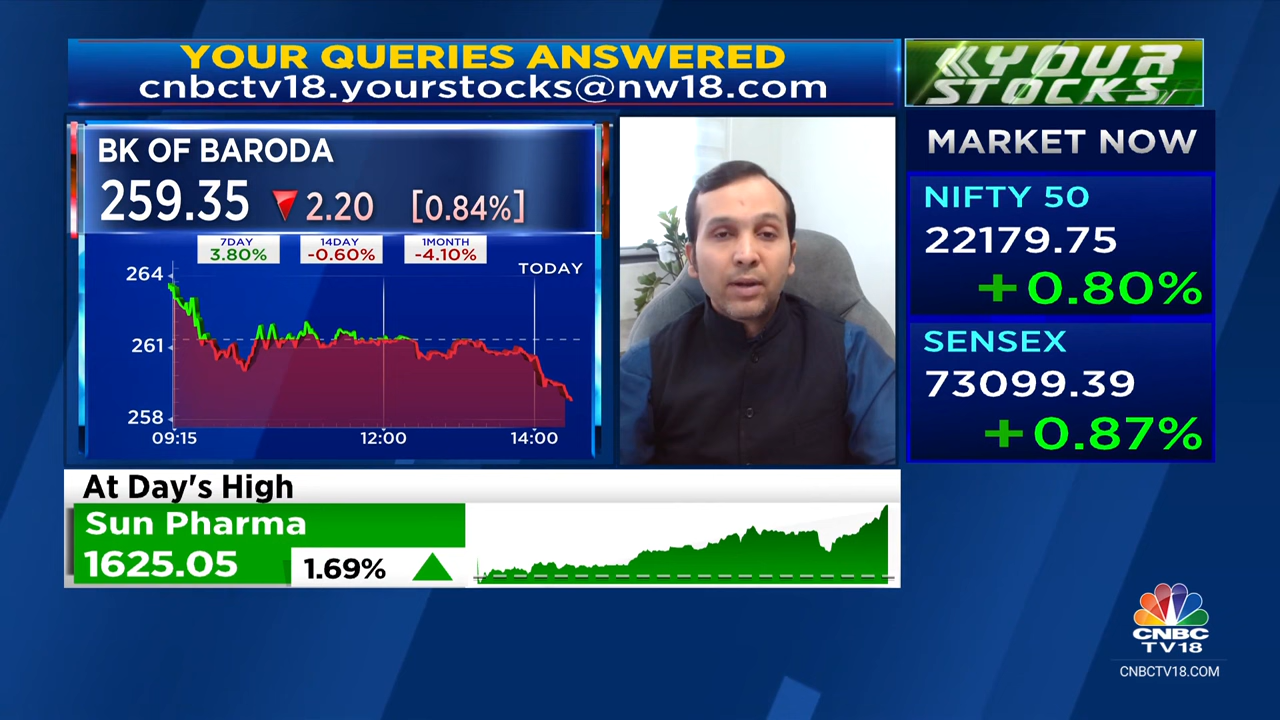 YOUR QUERIES ANSWERED
cnbctv18.yourstocks@nw18.com
YOUR
STOCKS
BK OF BARODA
259.35 2.20 [0.84%]
7DAY 14DAY 1MONTH
3.80% -0.60% -4.10%
TODAY
264
261
258
09:15 12:00 14:00
MARKET NOW
NIFTY 50
22179.75
+0.80%
SENSEX
73099.39
+0.87%
At Day's High
Sun Pharma
1625.05 1.69%
CNBC
TV18
CNBCTV18.COM